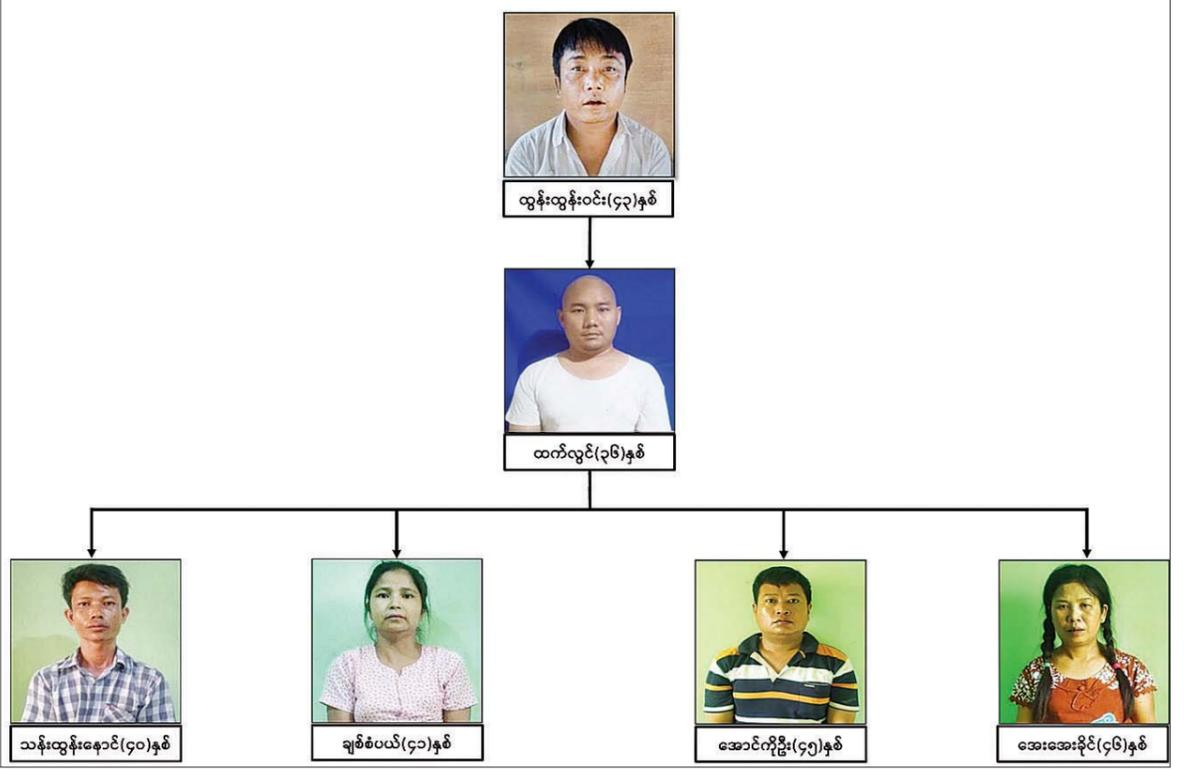 ထွန်းထွန်းဝင်း(၄၃)နှစ်
ထက်လွင်(၃၆)နှစ်
သန်းထွန်းနောင်(၄၀)နှစ်
ချစ်စံပယ်(၄၁)နှစ်
အောင်ကိုဦး(၄၅)နှစ်
အေးအေးခိုင်(၄၆)နှစ်